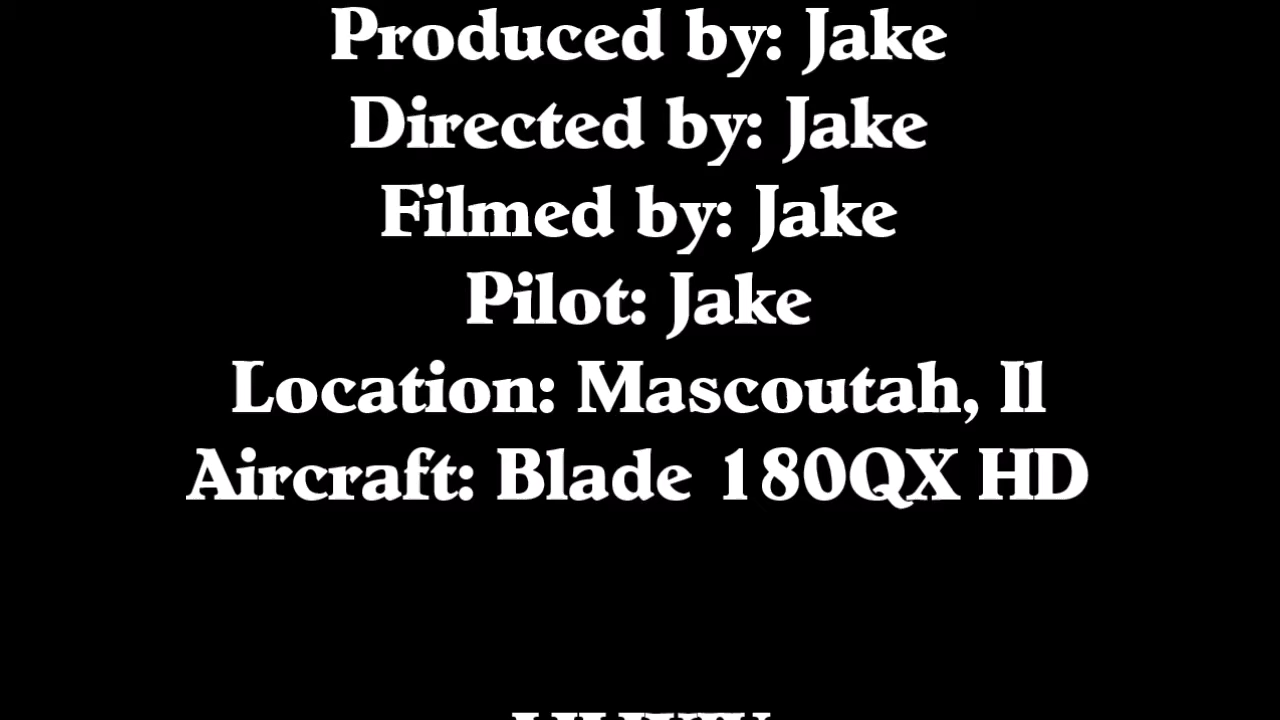 Produced by: Jake
Directed by: Jake
Filmed by: Jake
Pilot: Jake
Location: Mascoutah, Il
Aircraft: Blade 180QX HD